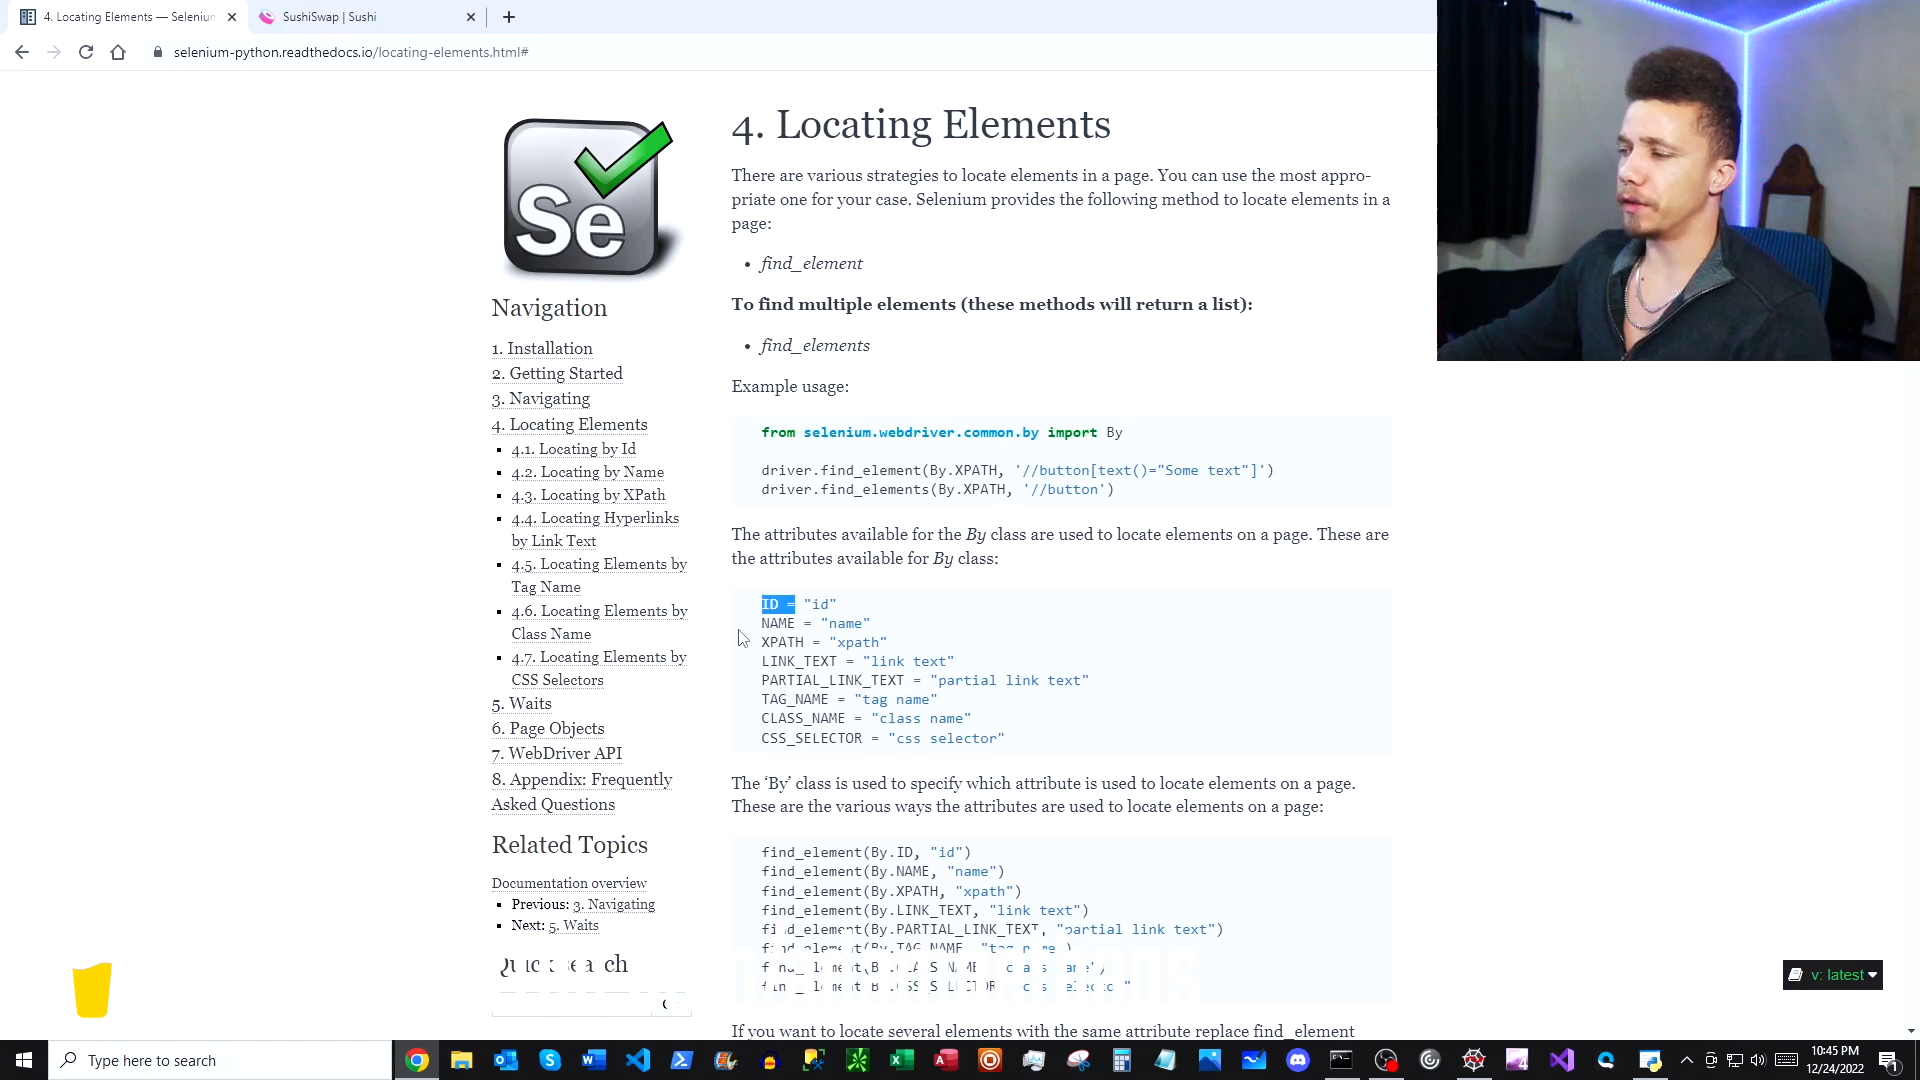 4. Locating Elements — Selenium
SushiSwap | Sushi
selenium-python.readthedocs.io/locating-elements.html#
Se
Navigation
1. Installation
2. Getting Started
3. Navigating
4. Locating Elements
4.1. Locating by Id
4.2. Locating by Name
4.3. Locating by XPath
4.4. Locating Hyperlinks
by Link Text
4.5. Locating Elements by
Tag Name
4.6. Locating Elements by
Class Name
4.7. Locating Elements by
CSS Selectors
5. Waits
6. Page Objects
7. WebDriver API
8. Appendix: Frequently
Asked Questions
Related Topics
Documentation overview
Previous: 3. Navigating
Next: 5. Waits
4. Locating Elements
There are various strategies to locate elements in a page. You can use the most appro-
priate one for your case. Selenium provides the following method to locate elements in a
page:
find_element
To find multiple elements (these methods will return a list):
find_elements
Example usage:
from selenium.webdriver.common.by import By
driver.find_element(By.XPATH, '//button[text()="Some text"]')
driver.find_elements(By.XPATH, '//button')
The attributes available for the By class are used to locate elements on a page. These are
the attributes available for By class:
ID = "id"
NAME = "name"
XPATH = "xpath"
LINK_TEXT = "link text"
PARTIAL_LINK_TEXT = "partial link text"
TAG_NAME = "tag name"
CLASS_NAME = "class name"
CSS_SELECTOR = "css selector"
The ‘By’ class is used to specify which attribute is used to locate elements on a page.
These are the various ways the attributes are used to locate elements on a page:
find_element(By.ID, "id")
find_element(By.NAME, "name")
find_element(By.XPATH, "xpath")
find_element(By.LINK_TEXT, "link text")
find_element(By.PARTIAL_LINK_TEXT, "partial link text")
If you want to locate several elements with the same attribute replace find_element
v: latest
Type here to search
10:45 PM
12/24/2022
1